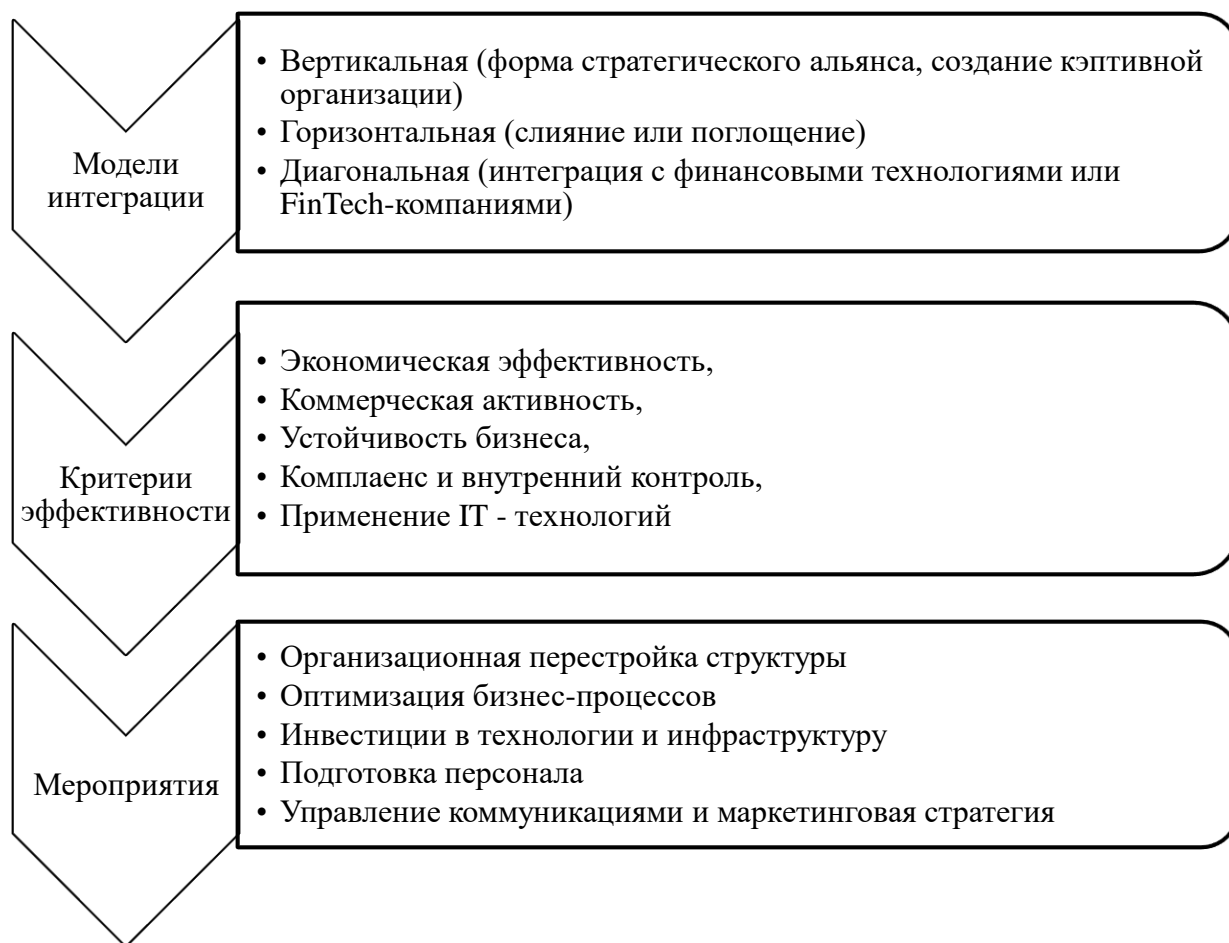 Модели
интеграции
• Вертикальная (форма стратегического альянса, создание кэптивной
организации)
• Горизонтальная (слияние или поглощение)
• Диагональная (интеграция с финансовыми технологиями или
FinTech-компаниями)
Критерии
эффективности
• Экономическая эффективность,
• Коммерческая активность,
• Устойчивость бизнеса,
• Комплаенс и внутренний контроль,
• Применение IT - технологий
Мероприятия
• Организационная перестройка структуры
• Оптимизация бизнес-процессов
• Инвестиции в технологии и инфраструктуру
• Подготовка персонала
• Управление коммуникациями и маркетинговая стратегия